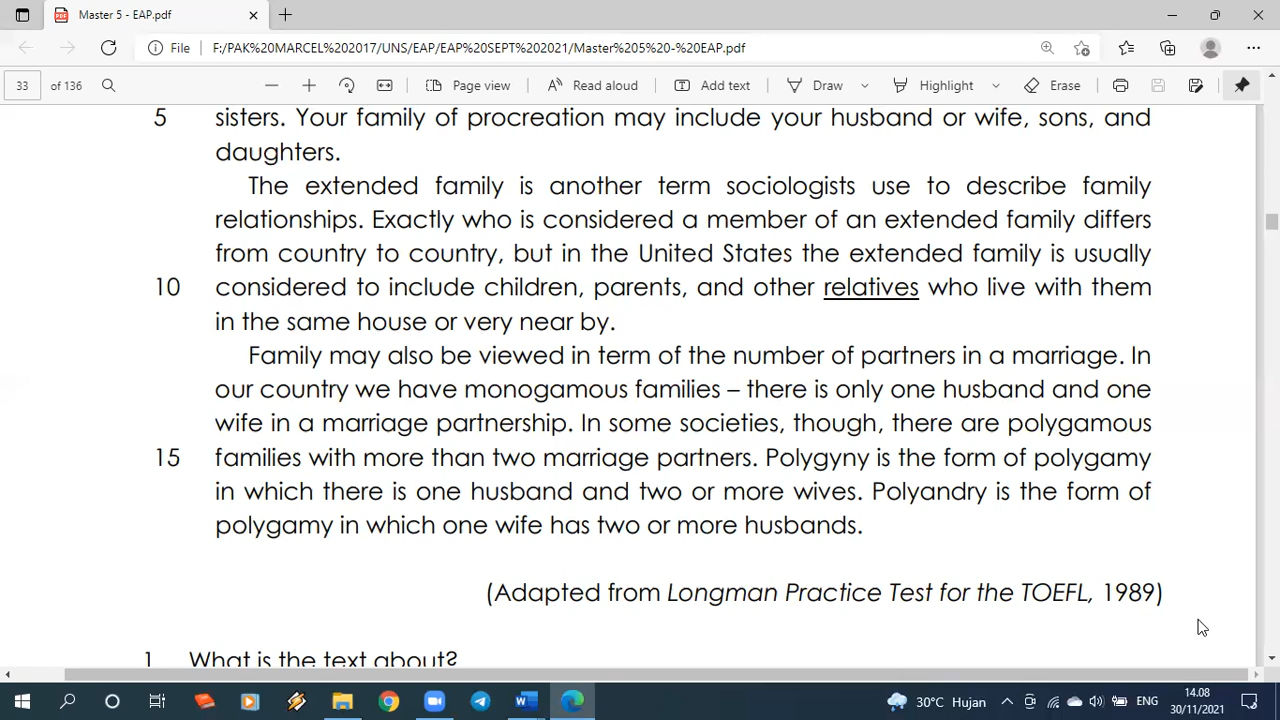 Master 5 - EAP.pdf
File
F:/PAK%20MARCEL%202017/UNS/EAP/EAP%20SEPT%202021/Master%205%20-%20EAP.pdf
33 of 136
Page view
Read aloud
Add text
Draw
Highlight
Erase
5 sisters. Your family of procreation may include your husband or wife, sons, and
daughters.
The extended family is another term sociologists use to describe family
relationships. Exactly who is considered a member of an extended family differs
from country to country, but in the United States the extended family is usually
10 considered to include children, parents, and other relatives who live with them
in the same house or very near by.
Family may also be viewed in term of the number of partners in a marriage. In
our country we have monogamous families – there is only one husband and one
wife in a marriage partnership. In some societies, though, there are polygamous
15 families with more than two marriage partners. Polygyny is the form of polygamy
in which there is one husband and two or more wives. Polyandry is the form of
polygamy in which one wife has two or more husbands.
(Adapted from Longman Practice Test for the TOEFL, 1989)
1 What is the text about?
30°C Hujan
ENG
14.08
30/11/2021